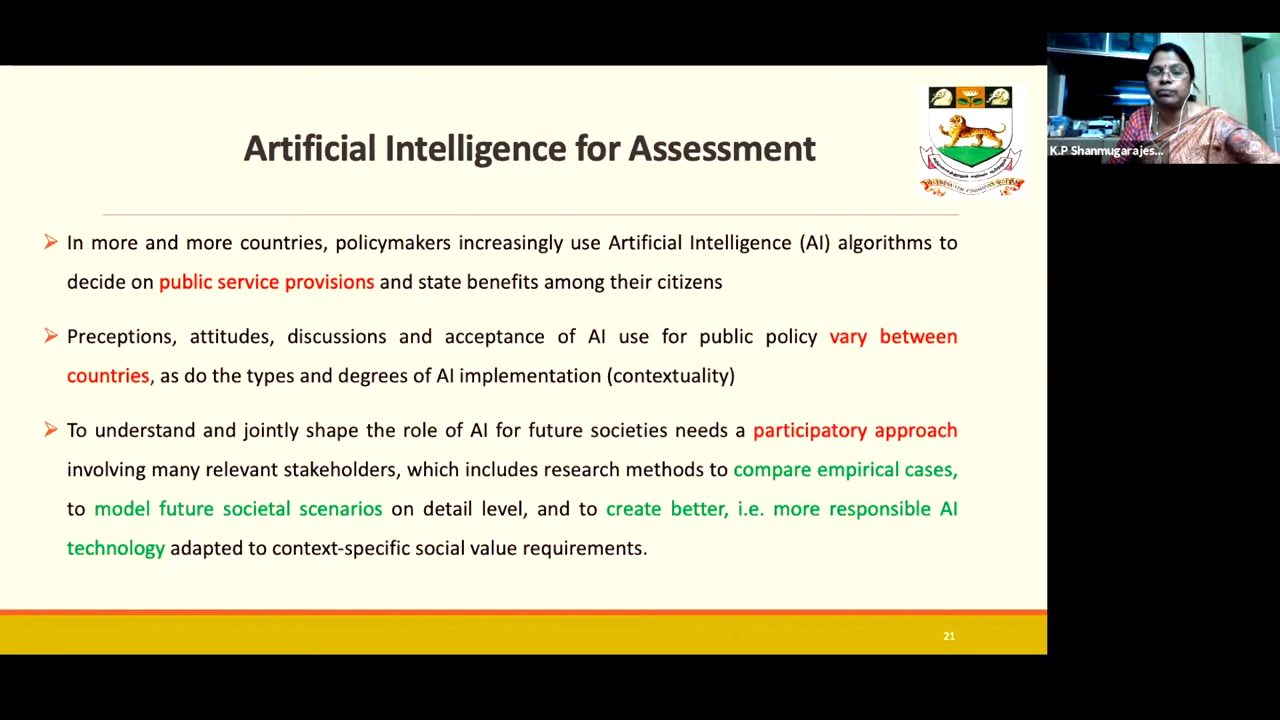 Artificial Intelligence for Assessment
K.P Shanmugarajes...
In more and more countries, policymakers increasingly use Artificial Intelligence (AI) algorithms to
decide on public service provisions and state benefits among their citizens
Preceptions, attitudes, discussions and acceptance of AI use for public policy vary between
countries, as do the types and degrees of AI implementation (contextuality)
To understand and jointly shape the role of AI for future societies needs a participatory approach
involving many relevant stakeholders, which includes research methods to compare empirical cases,
to model future societal scenarios on detail level, and to create better, i.e. more responsible AI
technology adapted to context-specific social value requirements.
21